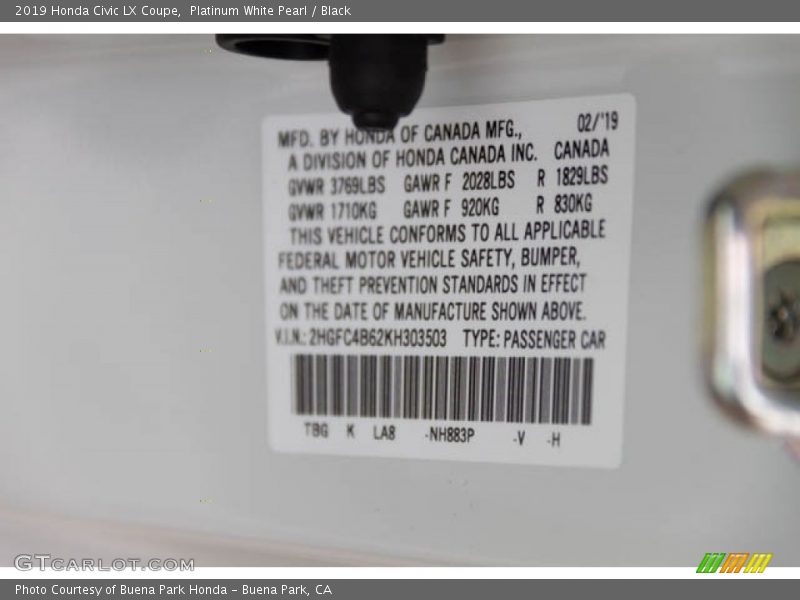 2019 Honda Civic LX Coupe,  Platinum White Pearl / Black
MFD. BY HONDA OF CANADA MFG., 02/'19
A DIVISION OF HONDA CANADA INC. CANADA
GVWR 3769LBS GAWR F 2028LBS R 1829LBS
GVWR 1710KG GAWR F 920KG R 830KG
THIS VEHICLE CONFORMS TO ALL APPLICABLE
FEDERAL MOTOR VEHICLE SAFETY, BUMPER,
AND THEFT PREVENTION STANDARDS IN EFFECT
ON THE DATE OF MANUFACTURE SHOWN ABOVE.
V.I.N.: 2HGFC4B62KH303503 TYPE: PASSENGER CAR
TBG K LA8 -NH883P -V -H
GTCARLOT.COM
Photo Courtesy of Buena Park Honda – Buena Park, CA